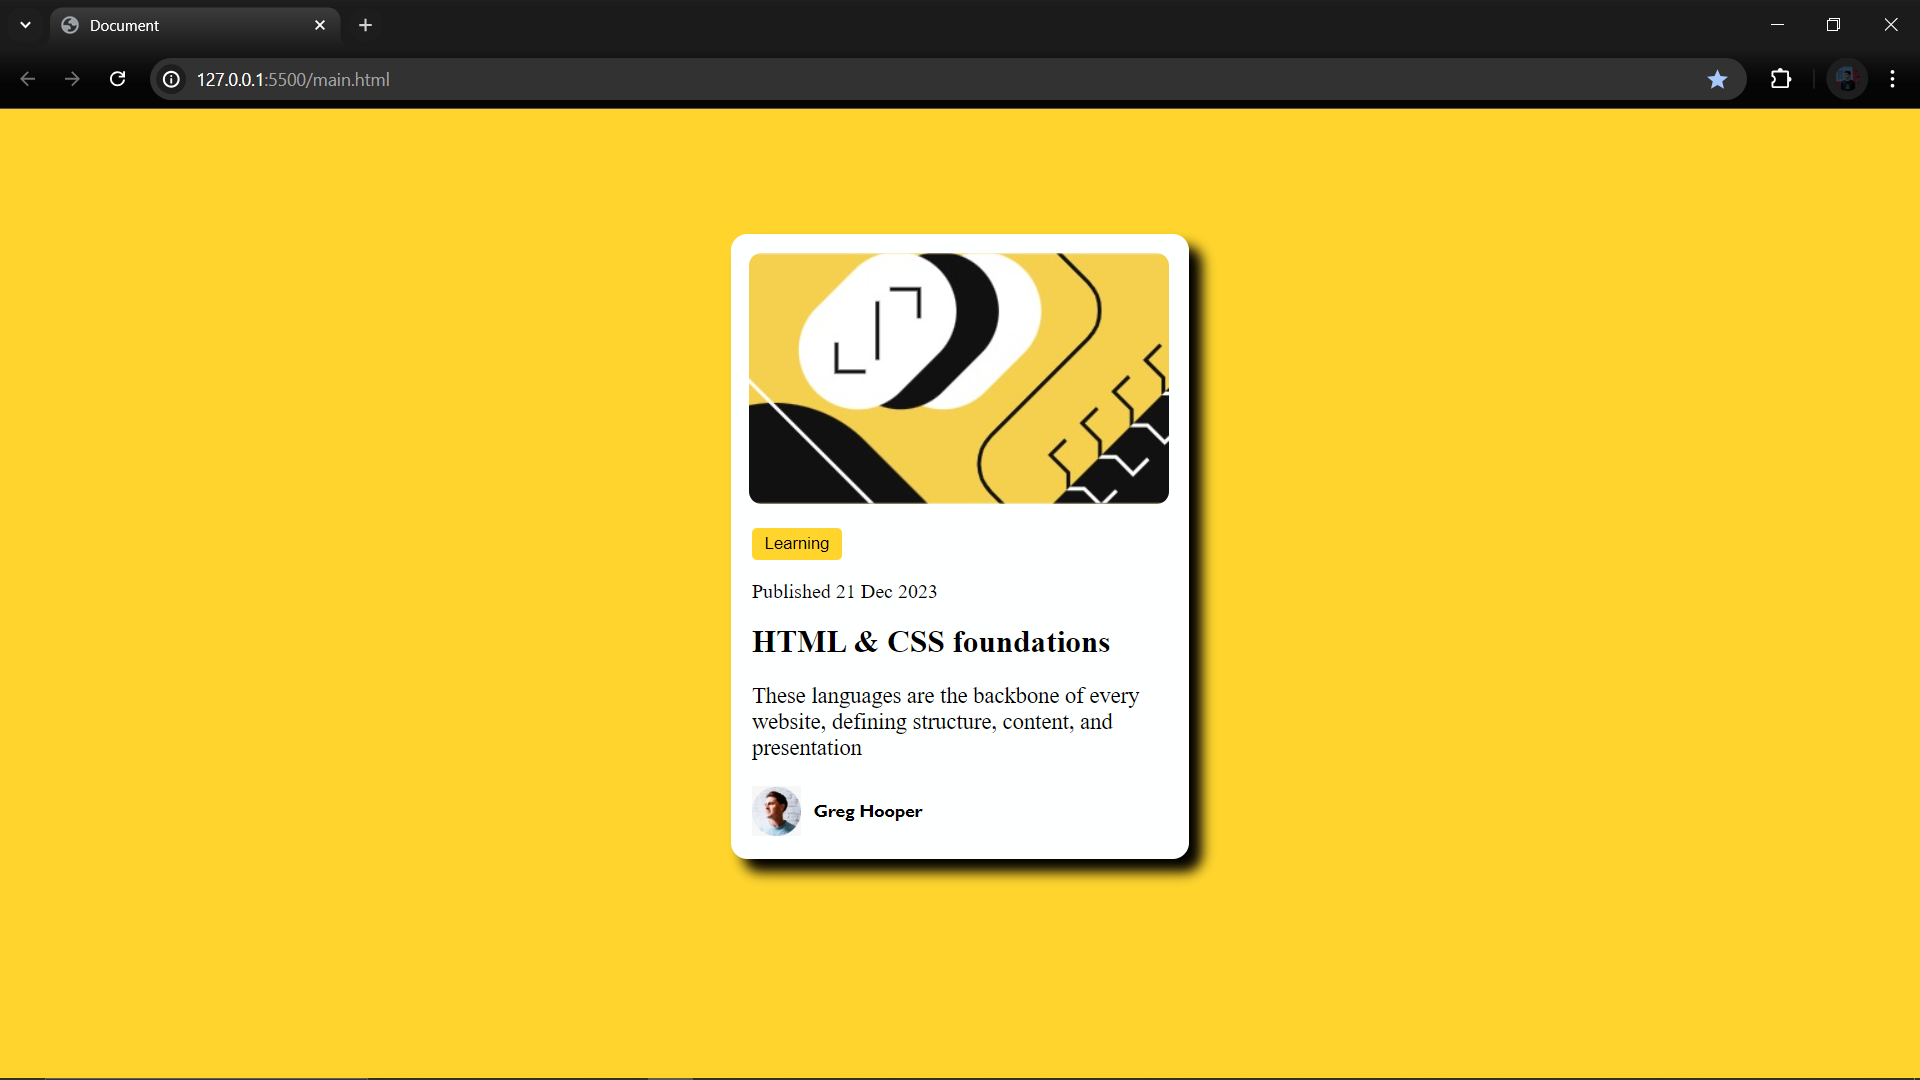 Document
127.0.0.1:5500/main.html
Learning
Published 21 Dec 2023
HTML & CSS foundations
These languages are the backbone of every
website, defining structure, content, and
presentation
Greg Hooper